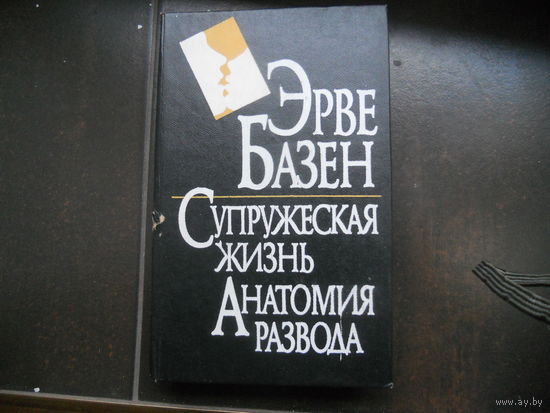 ЭРВЕ
БАЗЕН
СУПРУЖЕСКАЯ
ЖИЗНЬ
АНАТОМИЯ
РАЗВОДА
www.ay.by